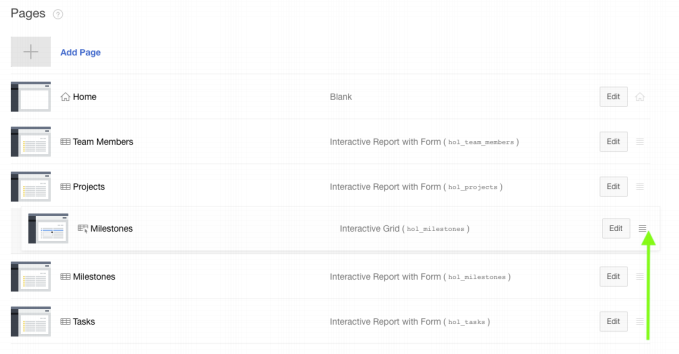 Pages ?
Add Page
Home Blank Edit
Team Members Interactive Report with Form ( hol_team_members ) Edit
Projects Interactive Report with Form ( hol_projects ) Edit
Milestones Interactive Grid ( hol_milestones ) Edit
Milestones Interactive Report with Form ( hol_milestones ) Edit
Tasks Interactive Report with Form ( hol_tasks ) Edit